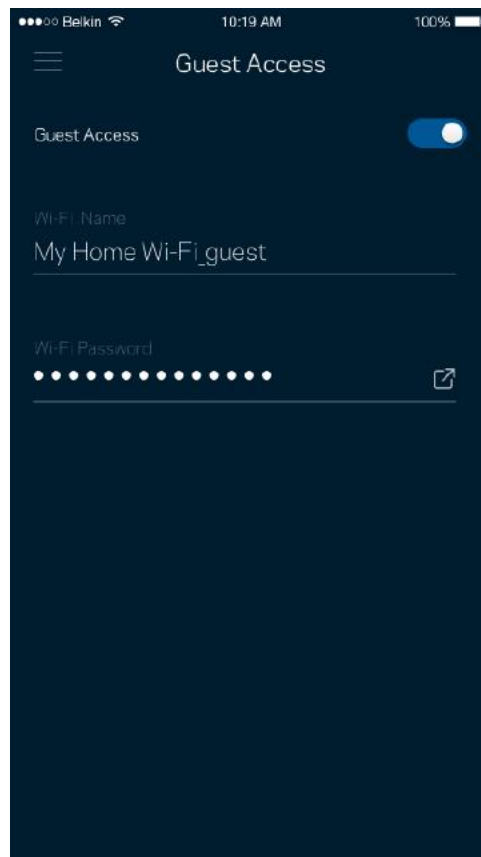 Belkin 10:19 AM 100%
Guest Access
Guest Access
Wi-Fi Name
My Home Wi-Fi_guest
Wi-Fi Password
●●●●●●●●●●●●●●